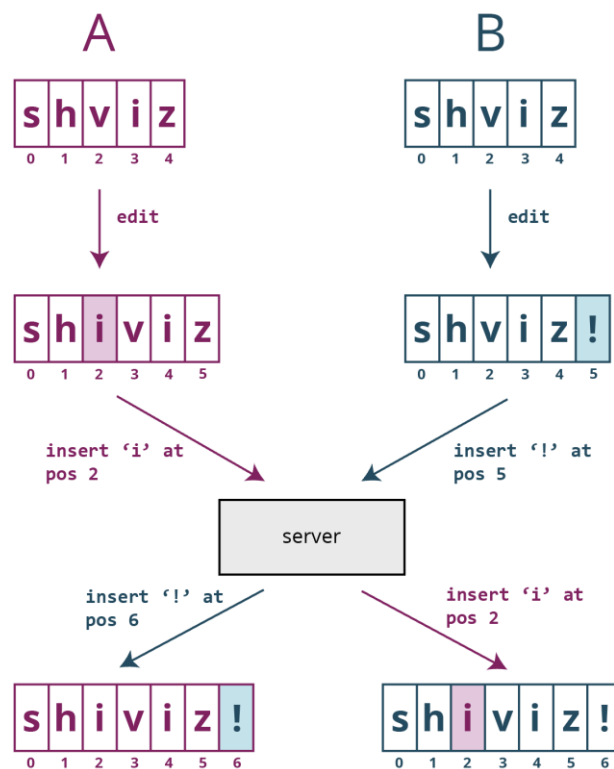 A B
s h v i z s h v i z
0 1 2 3 4 0 1 2 3 4
edit edit
s h i v i z s h v i z !
0 1 2 3 4 5 0 1 2 3 4 5
insert ‘i’ at
pos 2
insert ‘!’ at
pos 5
server
insert ‘!’ at
pos 6
insert ‘i’ at
pos 2
s h i v i z ! s h i v i z !
0 1 2 3 4 5 6 0 1 2 3 4 5 6